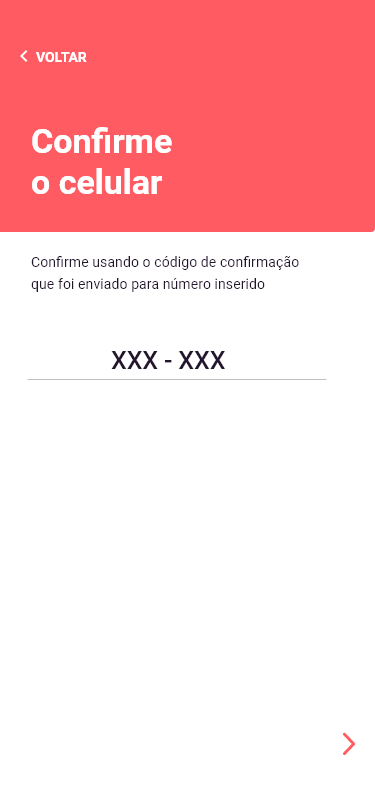 VOLTAR
Confirme
o celular
Confirme usando o código de confirmação
que foi enviado para número inserido
XXX - XXX